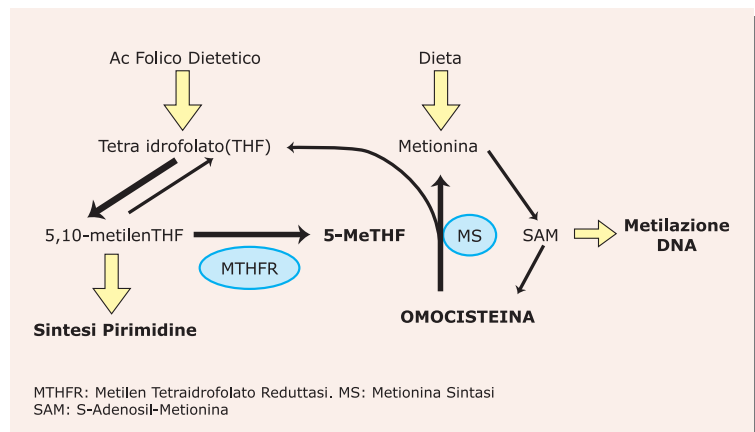 Ac Folico Dietetico
Dieta
Tetra idrofolato(THF)
Metionina
5,10-metilenTHF
5-MeTHF
MS
SAM
Metilazione
DNA
MTHFR
Sintesi Pirimidine
OMOCISTEINA
MTHFR: Metilen Tetraidrofolato Reduttasi. MS: Metionina Sintasi
SAM: S-Adenosil-Metionina